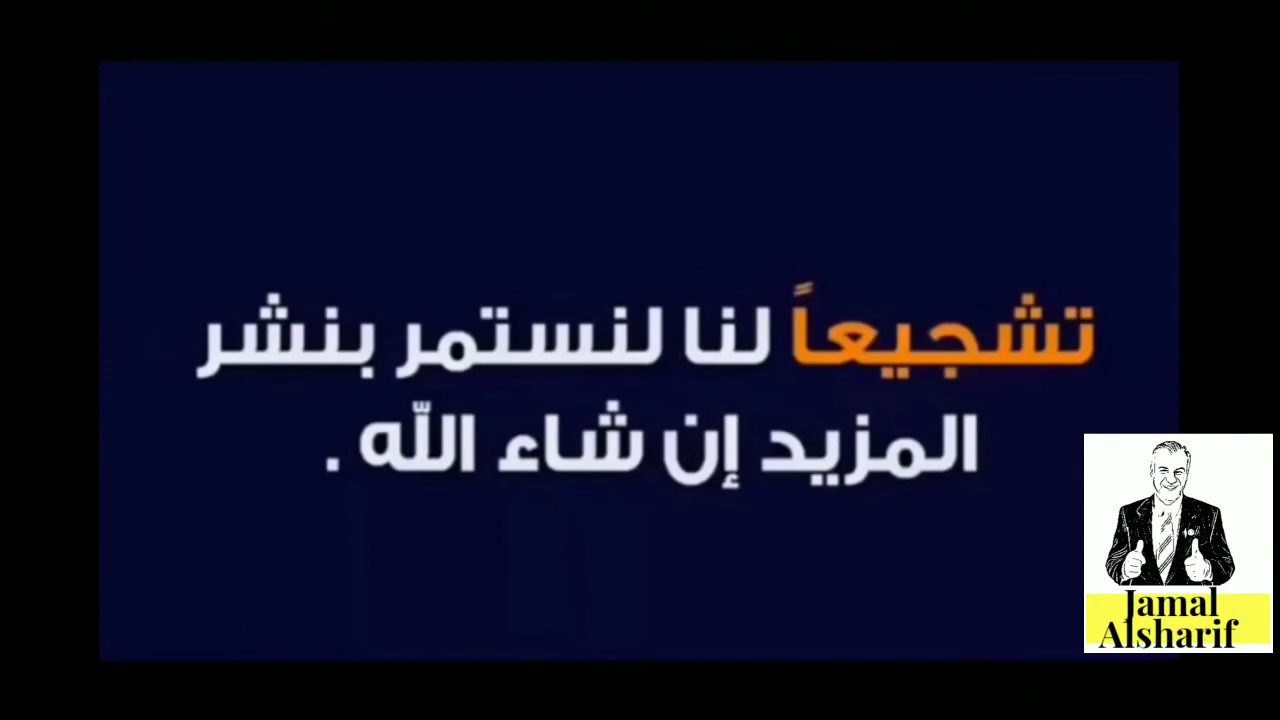 تشجيعاً لنا لنستمر بنشر
المزيد إن شاء الله .
Jamal
Alsharif